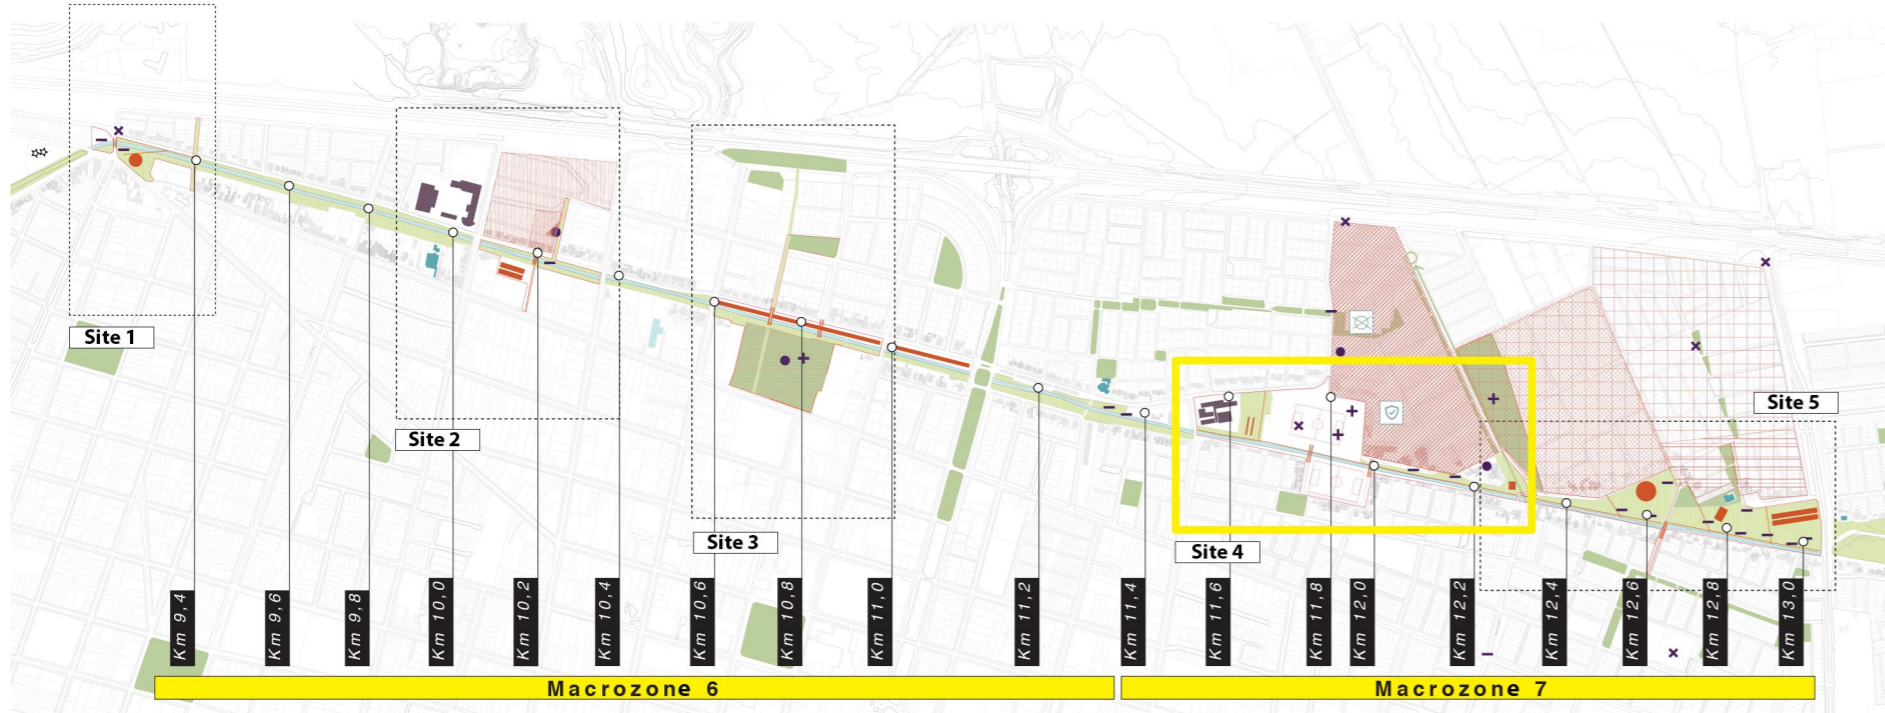 Site 1
Site 2
Site 3
Site 4
Site 5
Km 9,4
Km 9,6
Km 9,8
Km 10,0
Km 10,2
Km 10,4
Km 10,6
Km 10,8
Km 11,0
Km 11,2
Km 11,4
Km 11,6
Km 11,8
Km 12,0
Km 12,2
Km 12,4
Km 12,6
Km 12,8
Km 13,0
Macrozone 6
Macrozone 7